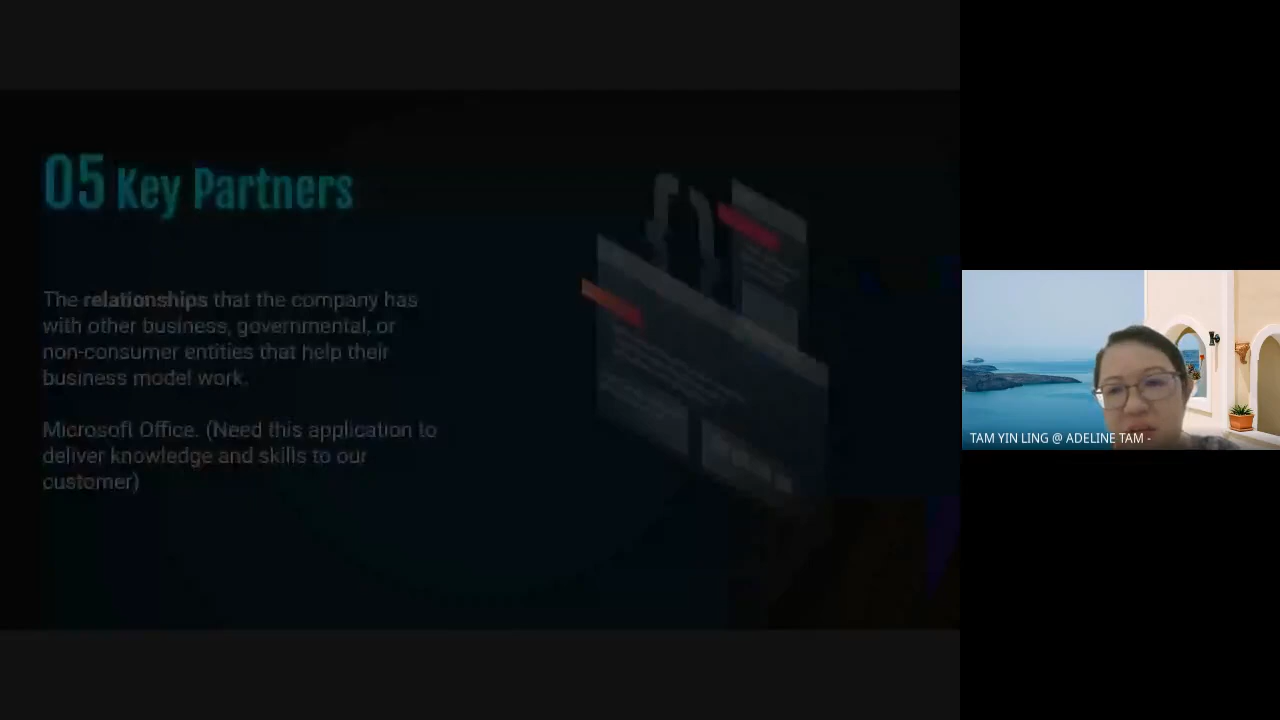 05 Key Partners
The relationships that the company has
with other business, governmental, or
non-consumer entities that help their
business model work.
Microsoft Office. (Need this application to
deliver knowledge and skills to our
customer)
TAM YIN LING @ ADELINE TAM -